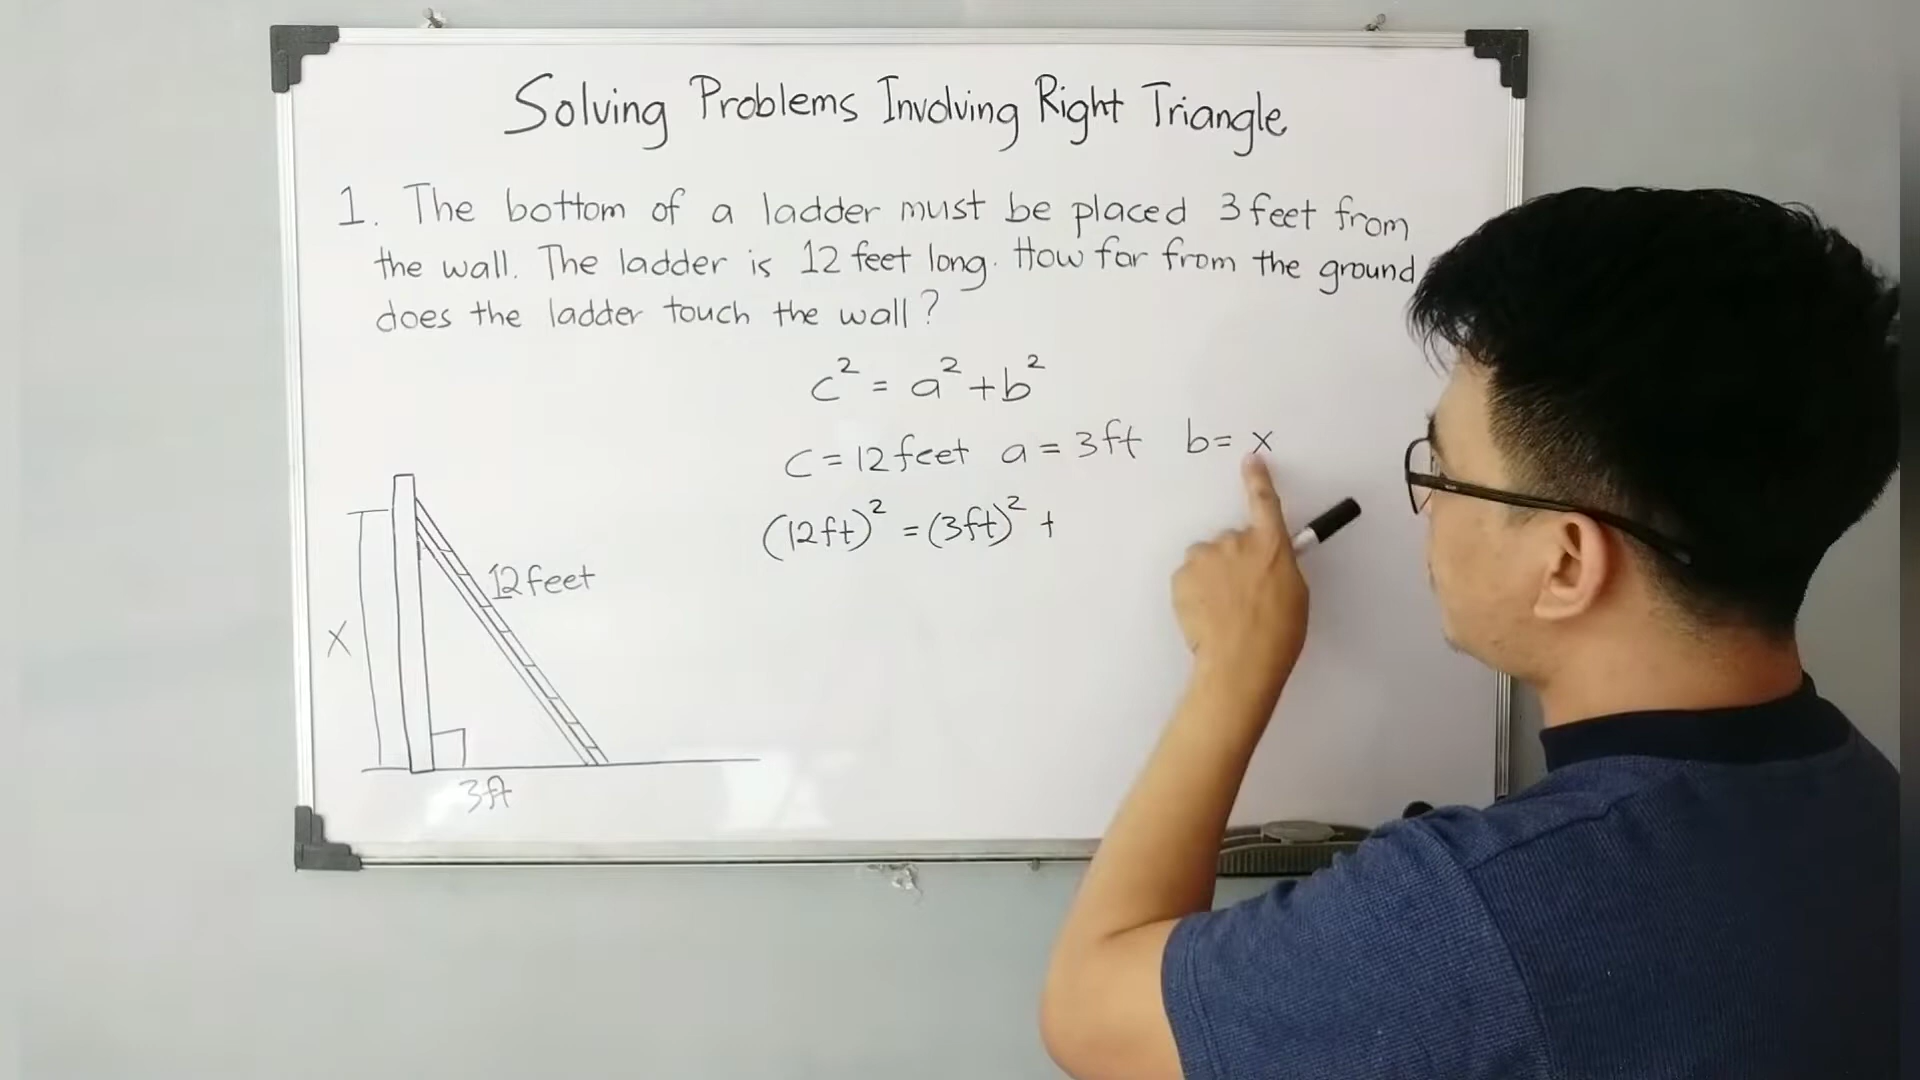 Solving Problems Involving Right Triangle
1. The bottom of a ladder must be placed 3 feet from
the wall. The ladder is 12 feet long. How far from the ground
does the ladder touch the wall?
c² = a² + b²
c = 12 feet a = 3ft b = x
(12ft)² = (3ft)² +
12 feet
x
3ft